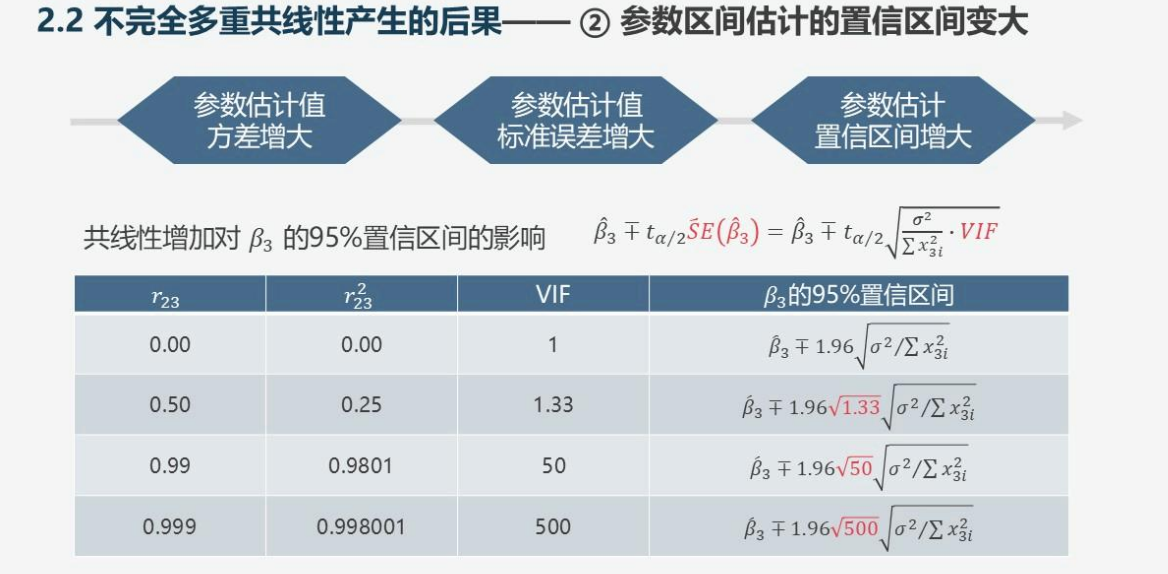 2.2 不完全多重共线性产生的后果—— ② 参数区间估计的置信区间变大
参数估计值
方差增大
参数估计值
标准误差增大
参数估计
置信区间增大
共线性增加对 β₃ 的95%置信区间的影响
β̂₃ ∓ t_{α/2}ŜE(β̂₃) = β̂₃ ∓ t_{α/2}√(σ²/∑x²₃ᵢ · VIF)
r₂₃ r²₂₃ VIF β₃的95%置信区间
0.00 0.00 1 β̂₃ ∓ 1.96√(σ²/∑x²₃ᵢ)
0.50 0.25 1.33 β̂₃ ∓ 1.96√1.33√(σ²/∑x²₃ᵢ)
0.99 0.9801 50 β̂₃ ∓ 1.96√50√(σ²/∑x²₃ᵢ)
0.999 0.998001 500 β̂₃ ∓ 1.96√500√(σ²/∑x²₃ᵢ)